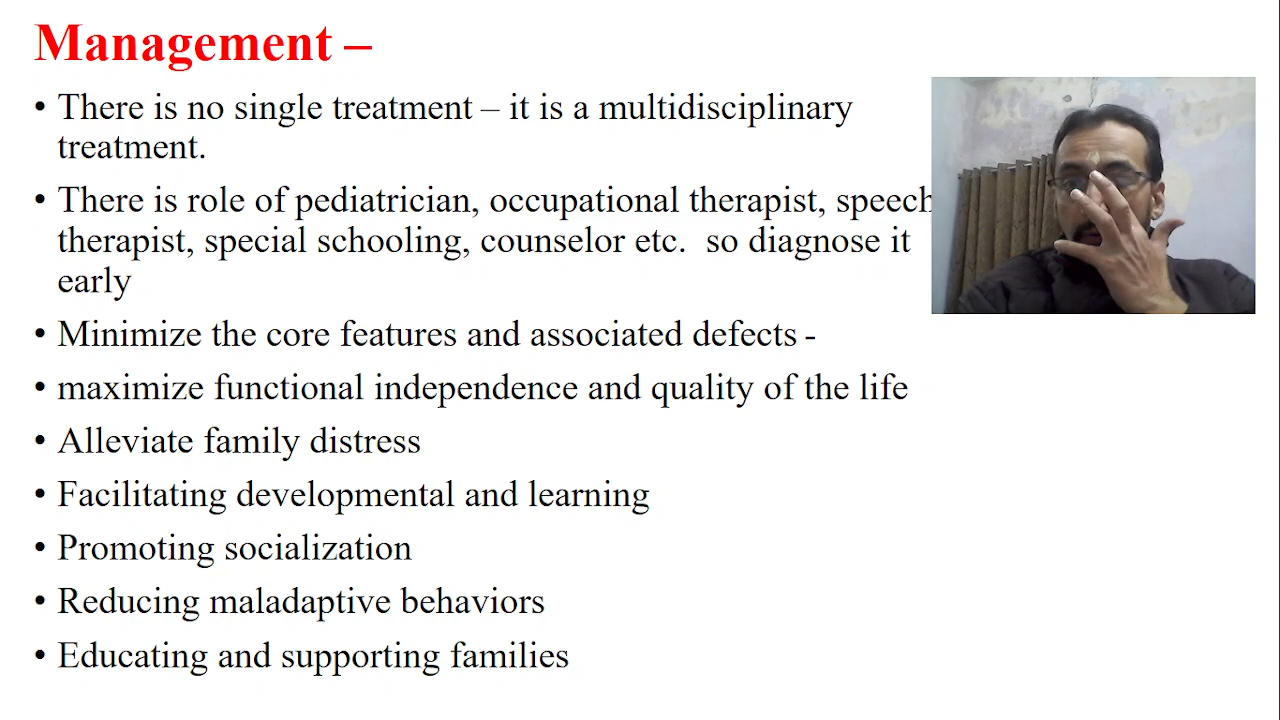 Management –
• There is no single treatment – it is a multidisciplinary
treatment.
• There is role of pediatrician, occupational therapist, speech
therapist, special schooling, counselor etc.  so diagnose it
early
• Minimize the core features and associated defects -
• maximize functional independence and quality of the life
• Alleviate family distress
• Facilitating developmental and learning
• Promoting socialization
• Reducing maladaptive behaviors
• Educating and supporting families